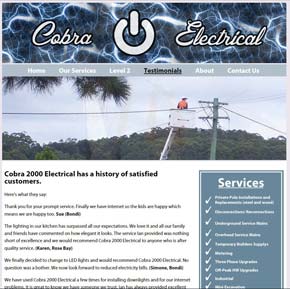 Cobra Electrical
Home Our Services Level 2 Testimonials About Contact Us
Cobra 2000 Electrical has a history of satisfied
customers.
Here's what they say:
Thank you for your prompt service. Finally we have internet so the kids are happy which
means we are happy too. Sue (Bondi)
The lighting in our kitchen has surpassed all our expectations. We love it and all our family
and friends have commented on how elegant it looks. The service Ian provided was nothing
short of excellence and we would recommend Cobra 2000 Electrical to anyone who is after
quality service. (Karen, Rose Bay)
We finally decided to change to LED lights and would recommend Cobra 2000 Electrical. No
question was a bother. We now look forward to reduced electricity bills. (Simone, Bondi)
We have used Cobra 2000 Electrical a few times for installing downlights and for our internet
problems. It is great to know we have someone we trust. Ian has always provided excellent
Services
Private Pole Installations and
Replacements (steel and wood)
Disconnections Reconnections
Underground Service Mains
Overhead Service Mains
Temporary Builders Supplies
Metering
Three Phase Upgrades
Off-Peak HW Upgrades
Industrial
Mini Excavation